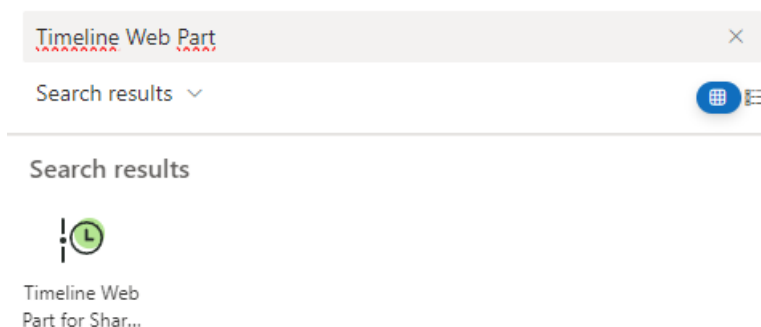 Timeline Web Part
Search results
Search results
Timeline Web
Part for Shar...